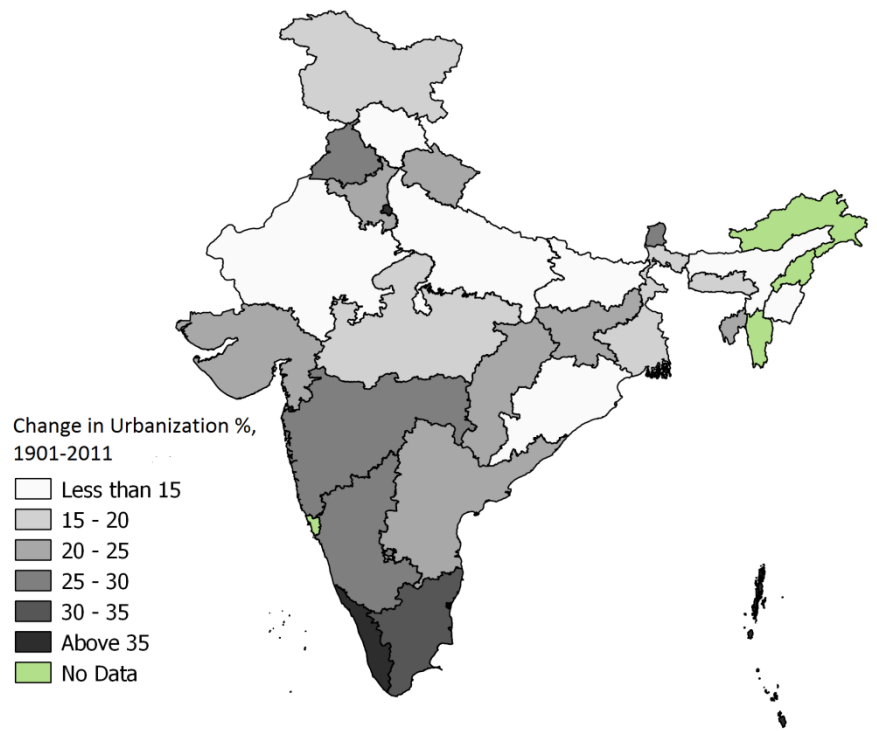 Change in Urbanization %,
1901-2011
Less than 15
15 - 20
20 - 25
25 - 30
30 - 35
Above 35
No Data